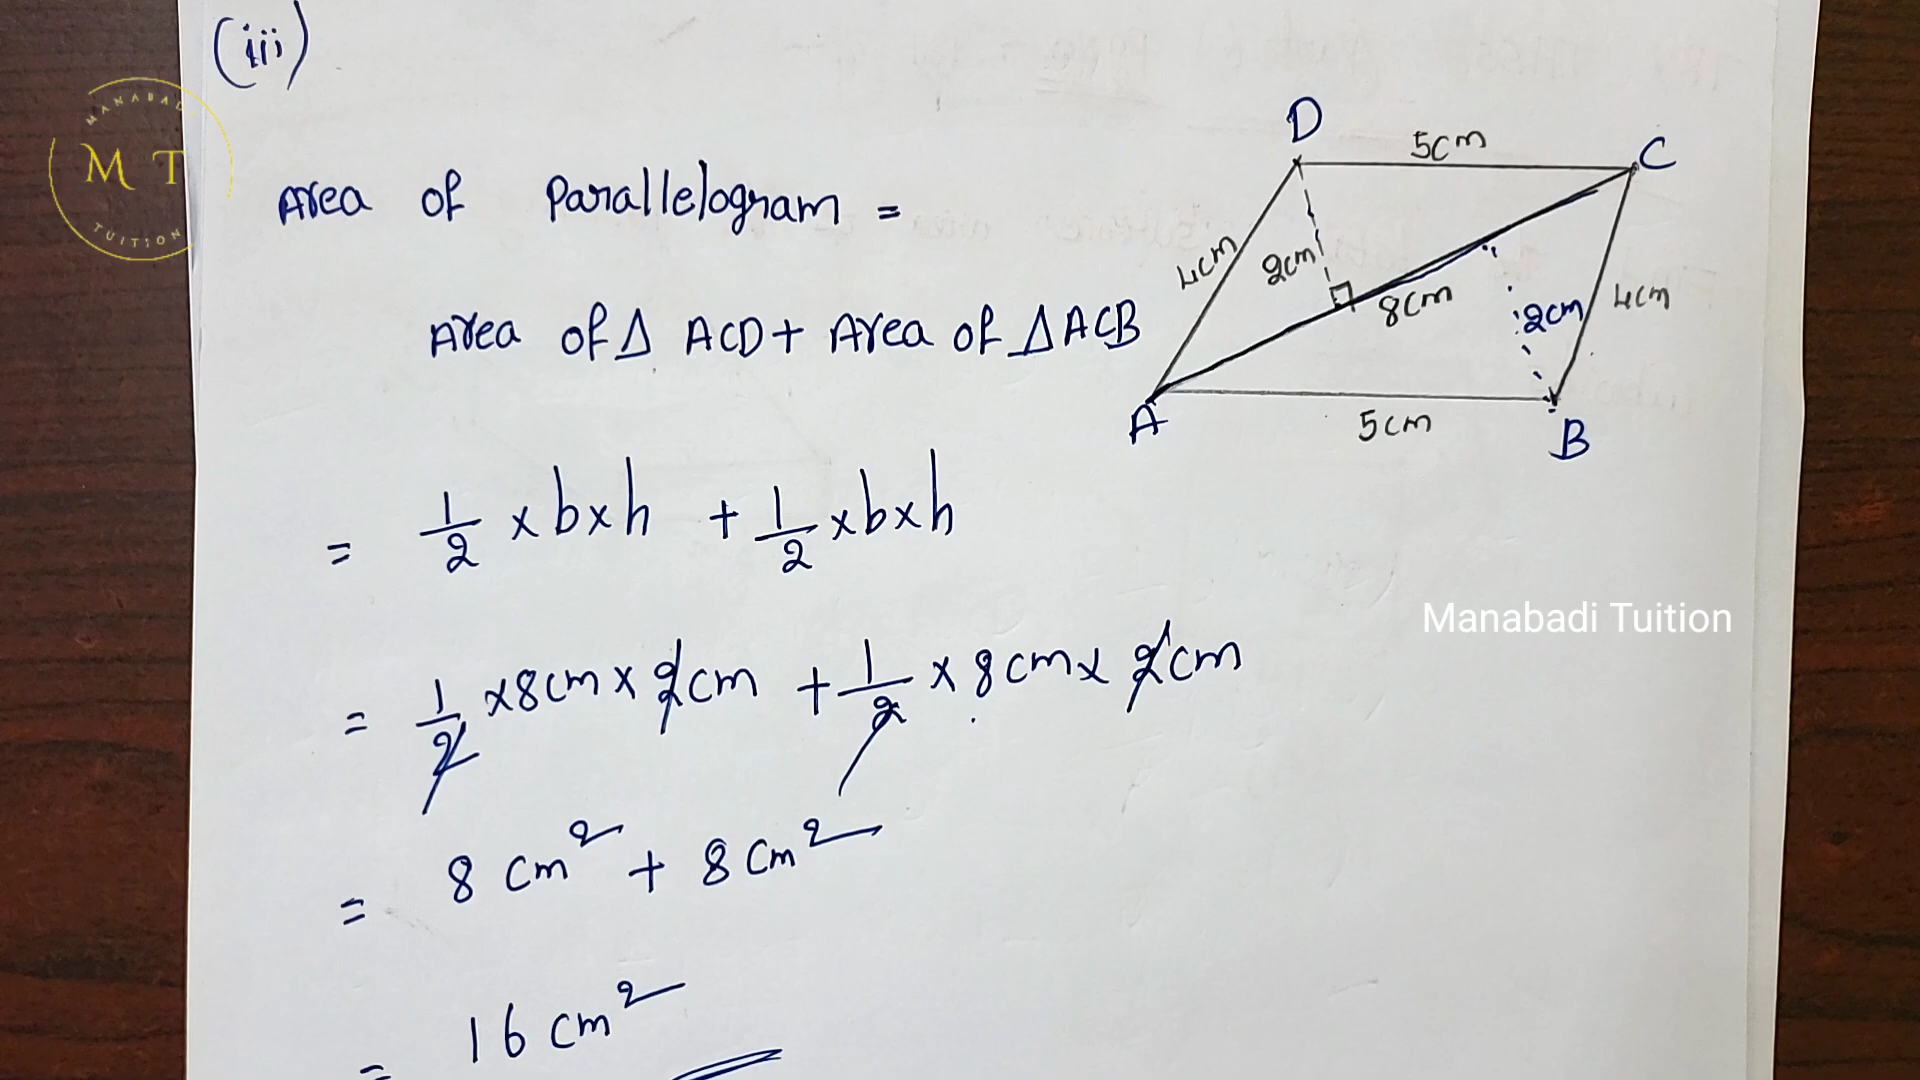 (iii)
MANABADI
M T
TUITION
Area of Parallelogram =
Area of Δ ACD + Area of Δ ACB
D
5cm
C
4cm
2cm
8cm
2cm
4cm
A
5cm
B
= 1/2 × b × h + 1/2 × b × h
Manabadi Tuition
= 1/2 × 8cm × 2cm + 1/2 × 8cm × 2cm
= 8 cm² + 8 cm²
= 16 cm²